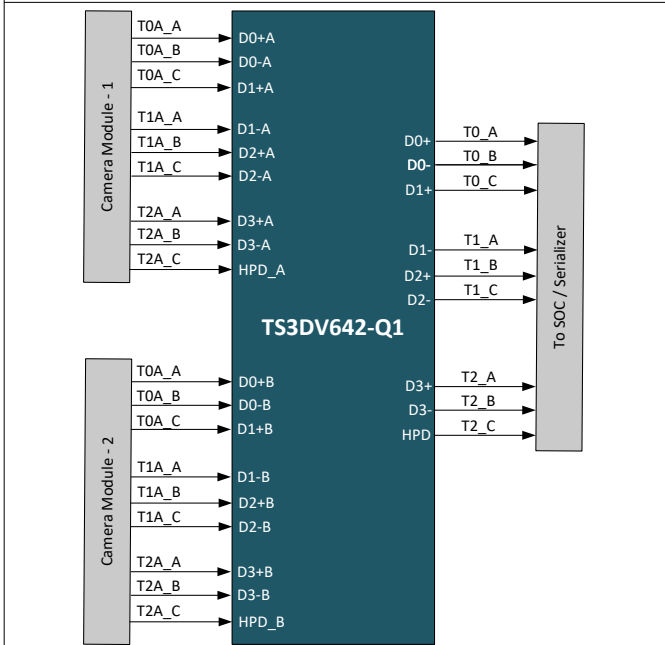 Camera Module - 1
T0A_A
D0+A
T0A_B
D0-A
T0A_C
D1+A
T1A_A
D1-A
T1A_B
D2+A
T1A_C
D2-A
T2A_A
D3+A
T2A_B
D3-A
T2A_C
HPD_A
TS3DV642-Q1
Camera Module - 2
T0A_A
D0+B
T0A_B
D0-B
T0A_C
D1+B
T1A_A
D1-B
T1A_B
D2+B
T1A_C
D2-B
T2A_A
D3+B
T2A_B
D3-B
T2A_C
HPD_B
D0+
T0_A
D0-
T0_B
D1+
T0_C
D1-
T1_A
D2+
T1_B
D2-
T1_C
D3+
T2_A
D3-
T2_B
HPD
T2_C
To SOC / Serializer